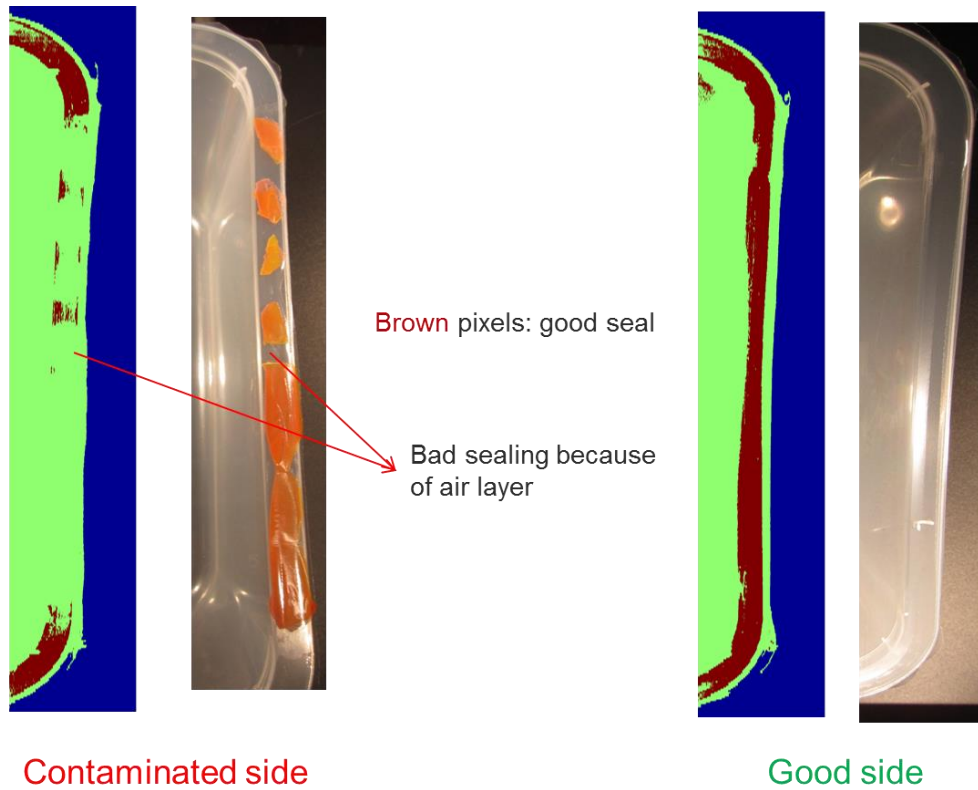 Brown pixels: good seal
Bad sealing because
of air layer
Contaminated side
Good side